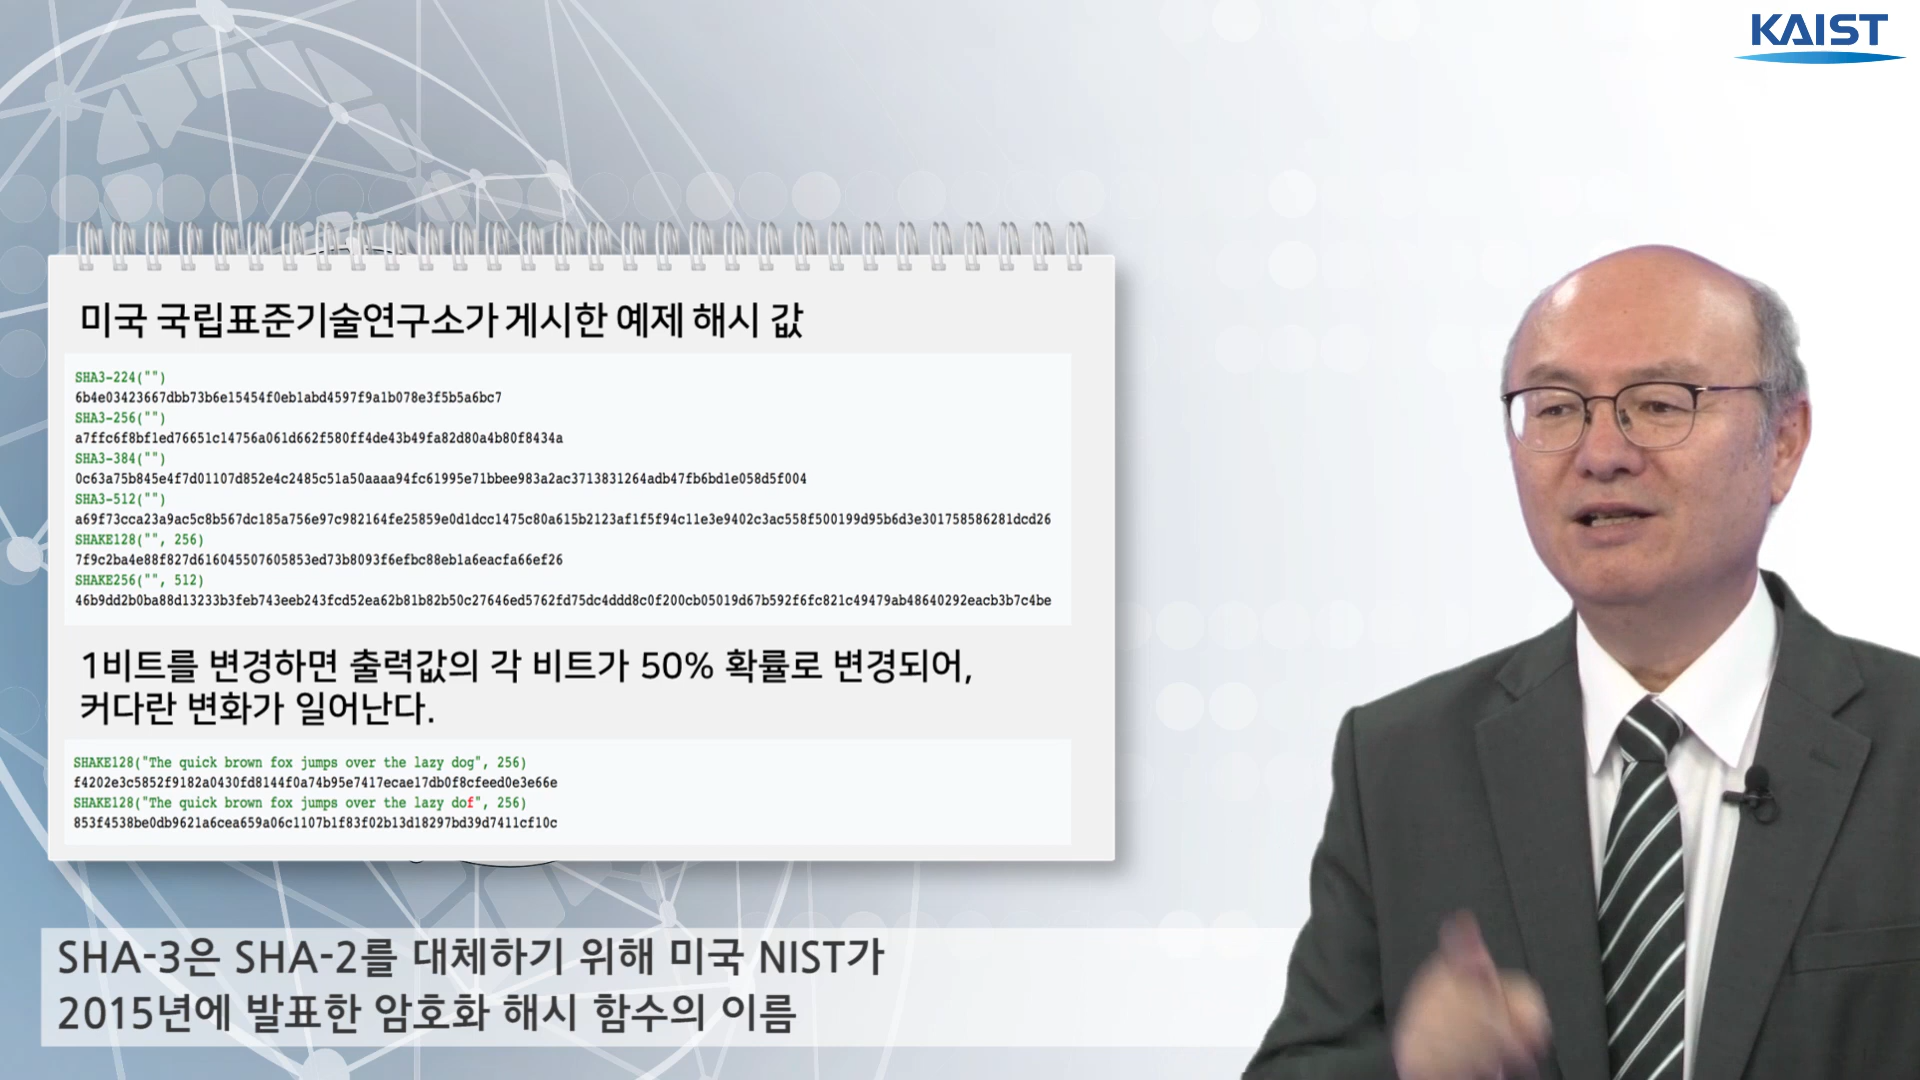 KAIST
미국 국립표준기술연구소가 게시한 예제 해시 값
SHA3-224("")
6b4e03423667dbb73b6e15454f0eb1abd4597f9a1b078e3f5b5a6bc7
SHA3-256("")
a7ffc6f8bf1ed76651c14756a061d662f580ff4de43b49fa82d80a4b80f8434a
SHA3-384("")
0c63a75b845e4f7d01107d852e4c2485c51a50aaaa94fc61995e71bbee983a2ac3713831264adb47fb6bd1e058d5f004
SHA3-512("")
a69f73cca23a9ac5c8b567dc185a756e97c982164fe25859e0d1dcc1475c80a615b2123af1f5f94c11e3e9402c3ac558f500199d95b6d3e301758586281dcd26
SHAKE128("", 256)
7f9c2ba4e88f827d616045507605853ed73b8093f6efbc88eb1a6eacfa66ef26
SHAKE256("", 512)
46b9dd2b0ba88d13233b3feb743eeb243fcd52ea62b81b82b50c27646ed5762fd75dc4ddd8c0f200cb05019d67b592f6fc821c49479ab48640292eacb3b7c4be
1비트를 변경하면 출력값의 각 비트가 50% 확률로 변경되어,
커다란 변화가 일어난다.
SHAKE128("The quick brown fox jumps over the lazy dog", 256)
f4202e3c5852f9182a0430fd8144f0a74b95e7417ecae17db0f8cfeed0e3e66e
SHAKE128("The quick brown fox jumps over the lazy dof", 256)
853f4538be0db9621a6cea659a06c1107b1f83f02b13d18297bd39d7411cf10c
SHA-3은 SHA-2를 대체하기 위해 미국 NIST가
2015년에 발표한 암호화 해시 함수의 이름